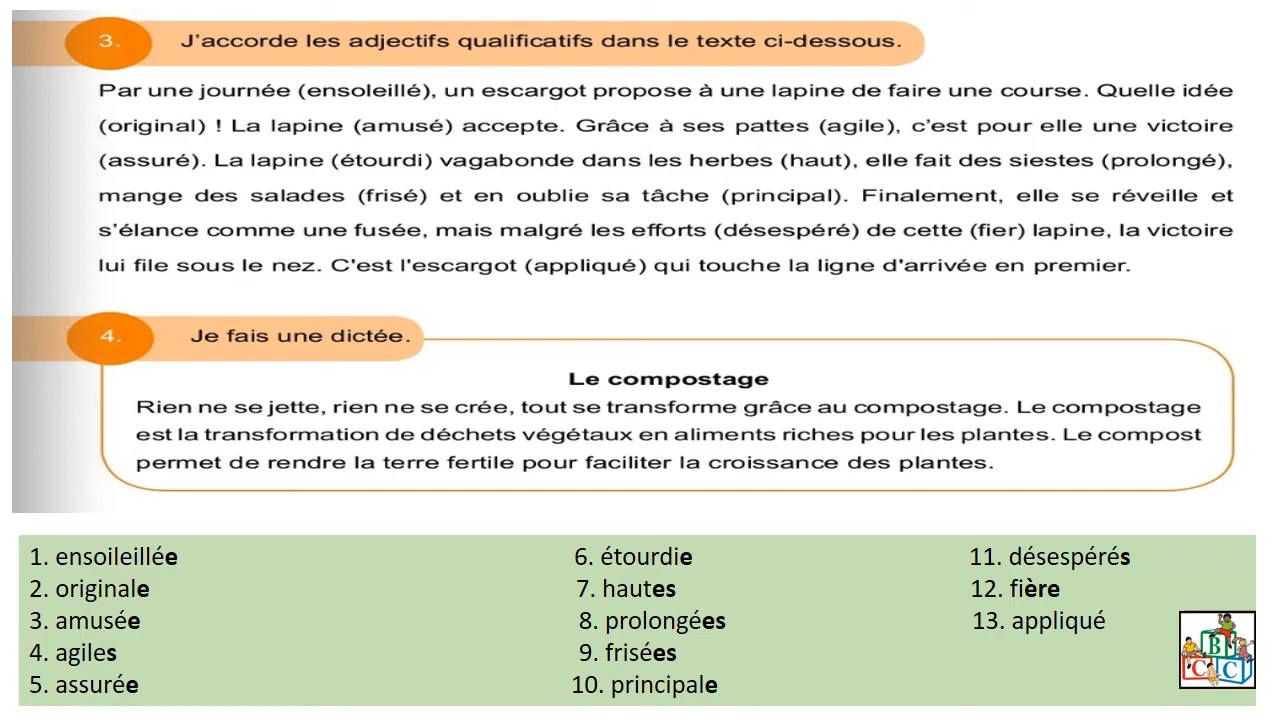 3. J'accorde les adjectifs qualificatifs dans le texte ci-dessous.
Par une journée (ensoleillé), un escargot propose à une lapine de faire une course. Quelle idée
(original) ! La lapine (amusé) accepte. Grâce à ses pattes (agile), c'est pour elle une victoire
(assuré). La lapine (étourdi) vagabonde dans les herbes (haut), elle fait des siestes (prolongé),
mange des salades (frisé) et en oublie sa tâche (principal). Finalement, elle se réveille et
s'élance comme une fusée, mais malgré les efforts (désespéré) de cette (fier) lapine, la victoire
lui file sous le nez. C'est l'escargot (appliqué) qui touche la ligne d'arrivée en premier.
4. Je fais une dictée.
Le compostage
Rien ne se jette, rien ne se crée, tout se transforme grâce au compostage. Le compostage
est la transformation de déchets végétaux en aliments riches pour les plantes. Le compost
permet de rendre la terre fertile pour faciliter la croissance des plantes.
1. ensoileillée
2. originale
3. amusée
4. agiles
5. assurée
6. étourdie
7. hautes
8. prolongées
9. frisées
10. principale
11. désespérés
12. fière
13. appliqué
B
C C